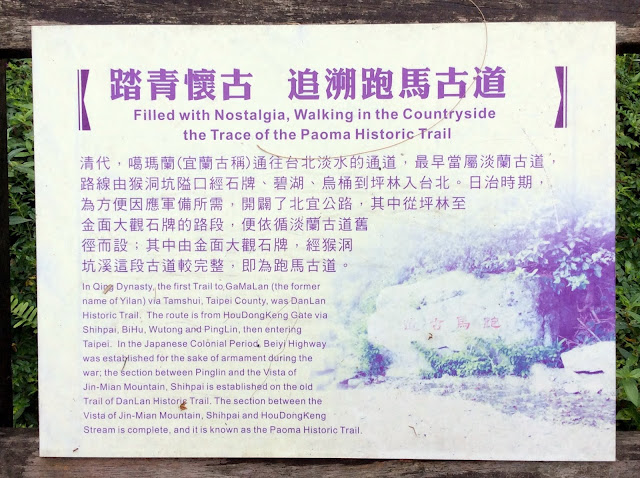 踏青懷古 追溯跑馬古道
Filled with Nostalgia, Walking in the Countryside
the Trace of the Paoma Historic Trail
清代，噶瑪蘭(宜蘭古稱)通往台北淡水的通道，最早當屬淡蘭古道，
路線由猴洞坑隘口經石牌、碧湖、烏桶到坪林入台北。日治時期，
為方便因應軍備所需，開闢了北宜公路，其中從坪林至
金面大觀石牌的路段，便依循淡蘭古道舊
徑而設；其中由金面大觀石牌，經猴洞
坑溪這段古道較完整，即為跑馬古道。
In Qing Dynasty, the first Trail to GaMaLan (the former
name of Yilan) via Tamshui, Taipei County, was DanLan
Historic Trail. The route is from HouDongKeng Gate via
Shihpai, BiHu, Wutong and PingLin, then entering
Taipei. In the Japanese Colonial Period, Beiyi Highway
was established for the sake of armament during the
war; the section between Pinglin and the Vista of
Jin-Mian Mountain, Shihpai is established on the old
Trail of DanLan Historic Trail. The section between the
Vista of Jin-Mian Mountain, Shihpai and HouDongKeng
Stream is complete, and it is known as the Paoma Historic Trail.
道古馬跑